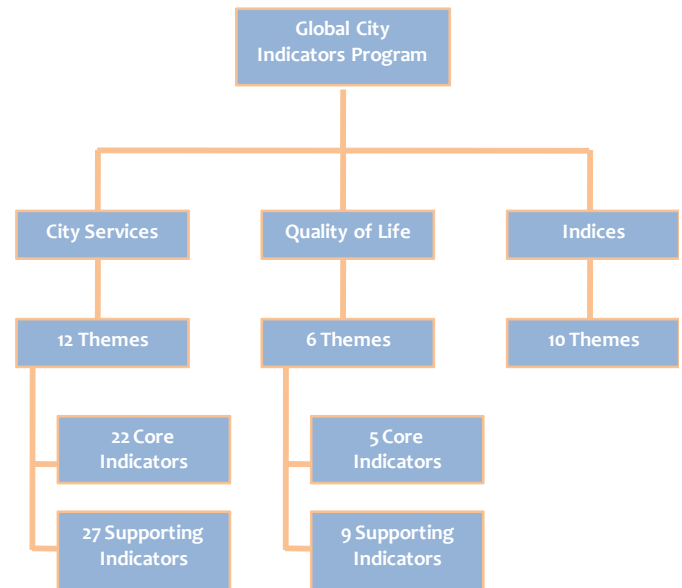 Global City
Indicators Program
City Services
Quality of Life
Indices
12 Themes
6 Themes
10 Themes
22 Core
Indicators
5 Core
Indicators
27 Supporting
Indicators
9 Supporting
Indicators